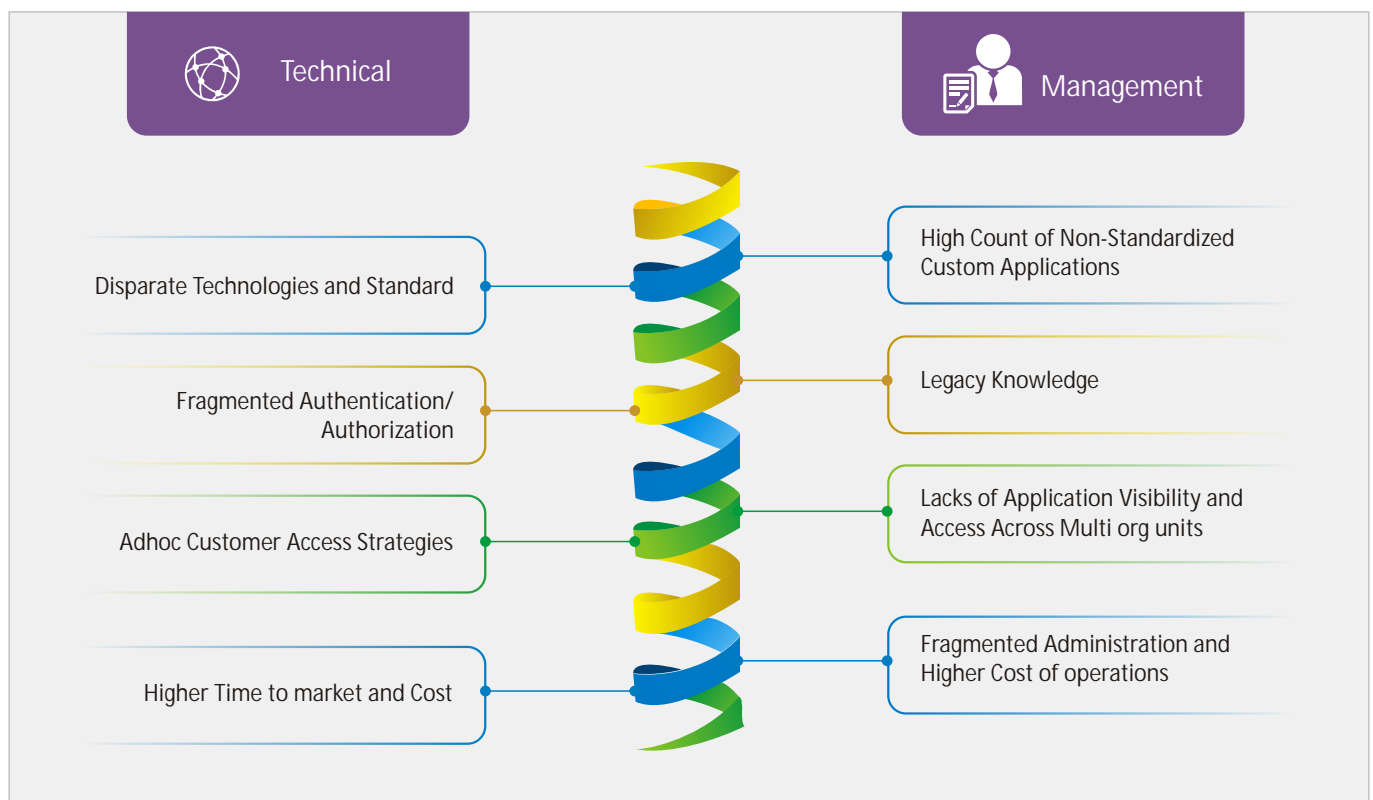 Technical
Disparate Technologies and Standard
Fragmented Authentication/
Authorization
Adhoc Customer Access Strategies
Higher Time to market and Cost
Management
High Count of Non-Standardized
Custom Applications
Legacy Knowledge
Lacks of Application Visibility and
Access Across Multi org units
Fragmented Administration and
Higher Cost of operations